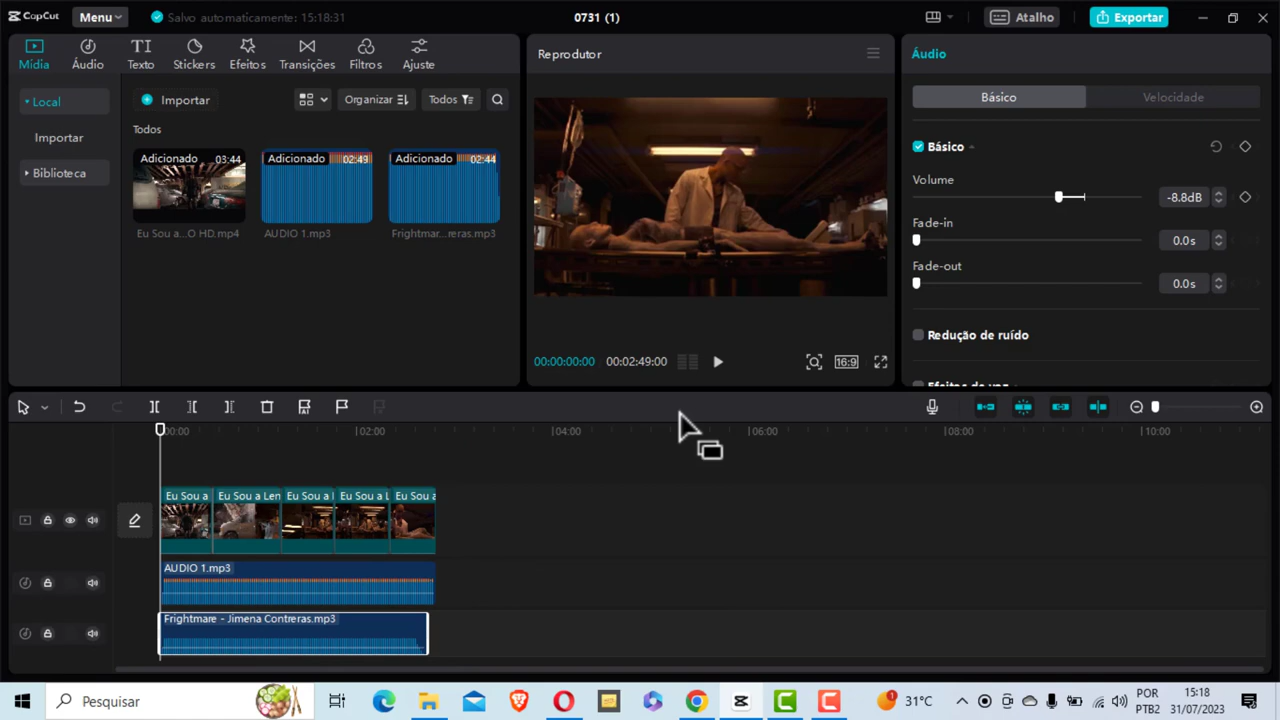 CapCut
Menu
Salvo automaticamente: 15:18:31
0731 (1)
Atalho
Exportar
Mídia
Áudio
Texto
Stickers
Efeitos
Transições
Filtros
Ajuste
Local
Importar
Biblioteca
Importar
Organizar
Todos
Todos
Adicionado 03:44
Adicionado 02:49
Adicionado 02:44
Eu Sou a...O HD.mp4
AUDIO 1.mp3
Frightmar...reras.mp3
Reprodutor
00:00:00:00
00:02:49:00
16:9
Áudio
Básico
Velocidade
Básico
Volume
-8.8dB
Fade-in
0.0s
Fade-out
0.0s
Redução de ruído
Efeitos de voz
00:00
02:00
04:00
06:00
08:00
10:00
Eu Sou a
Eu Sou a Len
Eu Sou a l
Eu Sou a L
Eu Sou a
AUDIO 1.mp3
Frightmare - Jimena Contreras.mp3
Pesquisar
31°C
POR
PTB2
15:18
31/07/2023